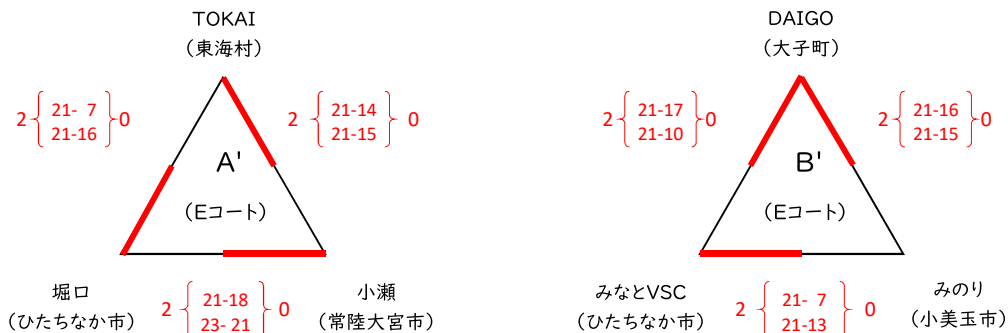 TOKAI
(東海村)
2 21- 7 0
21-16
2 21-14 0
21-15
A'
(Eコート)
堀口
(ひたちなか市)
2 21-18 0
23- 21
小瀬
(常陸大宮市)
DAIGO
(大子町)
2 21-17 0
21-10
2 21-16 0
21-15
B'
(Eコート)
みなとVSC
(ひたちなか市)
2 21- 7 0
21-13
みのり
(小美玉市)